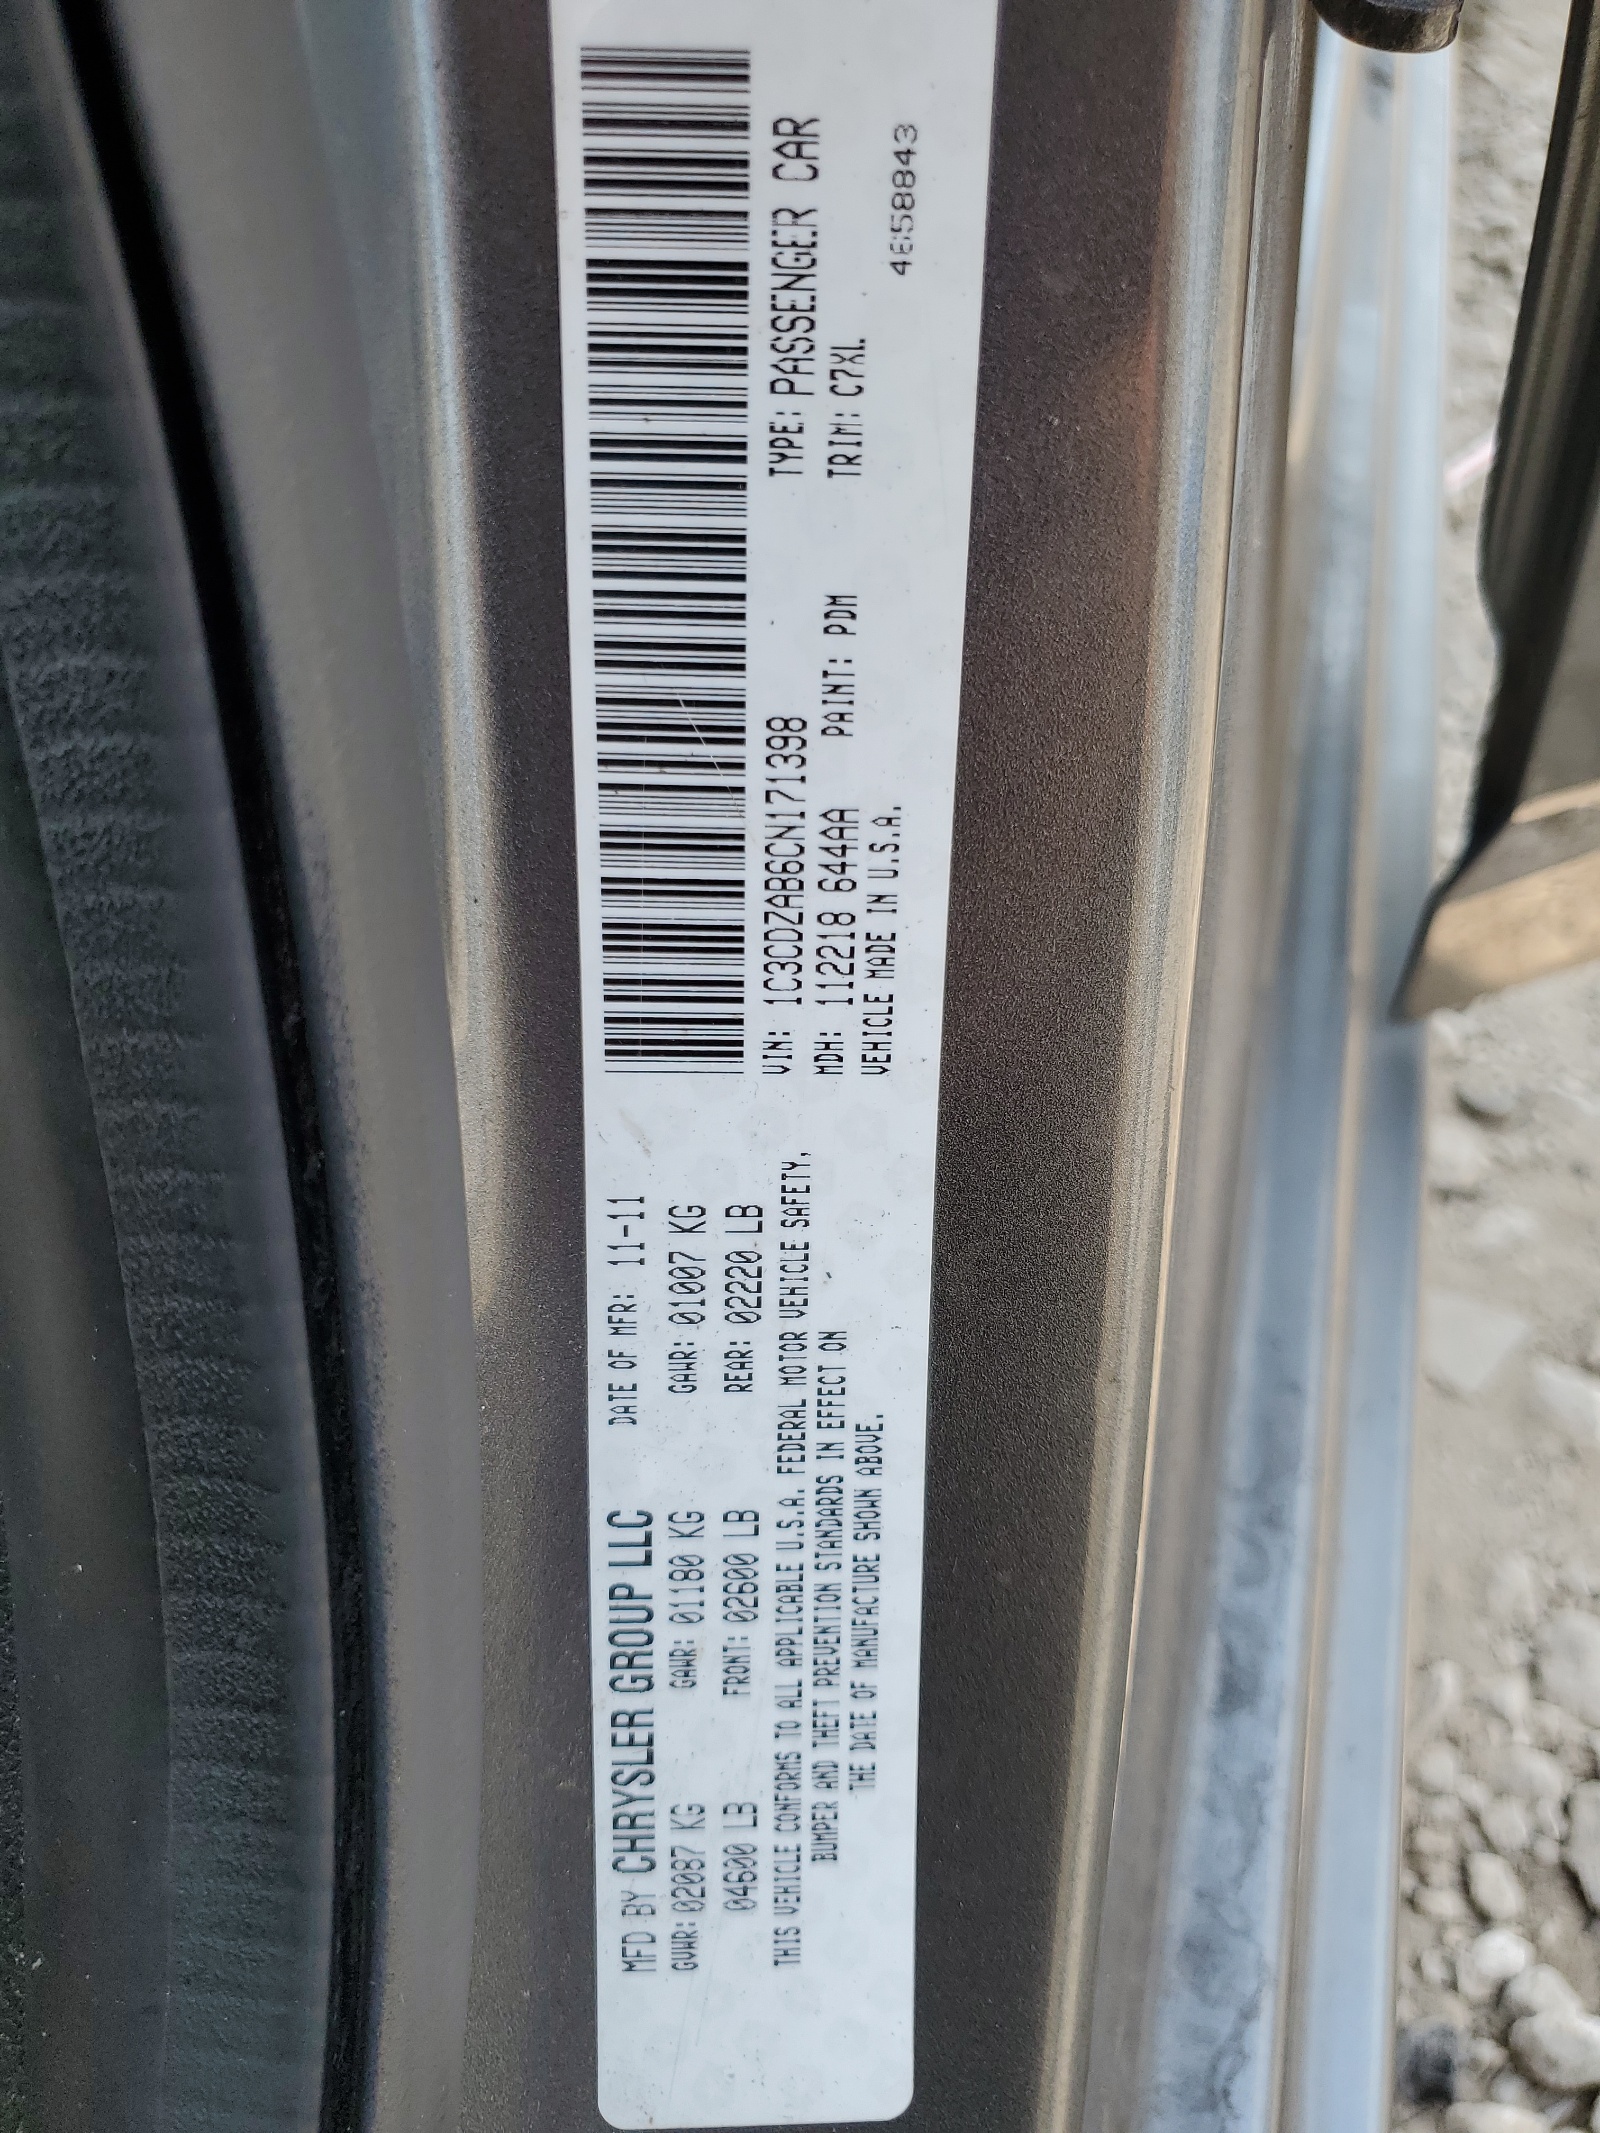 MFD BY CHRYSLER GROUP LLC DATE OF MFR: 11-11
GVWR: 02087 KG GAWR: 01180 KG GAWR: 01007 KG
04600 LB FRONT: 02600 LB REAR: 02220 LB
THIS VEHICLE CONFORMS TO ALL APPLICABLE U.S.A. FEDERAL MOTOR VEHICLE SAFETY,
BUMPER AND THEFT PREVENTION STANDARDS IN EFFECT ON
THE DATE OF MANUFACTURE SHOWN ABOVE.
VIN: 1C3CDZAB6CN171398 TYPE: PASSENGER CAR
MDH: 112218 644AA PAINT: PDM TRIM: C7XL
VEHICLE MADE IN U.S.A.
4658843